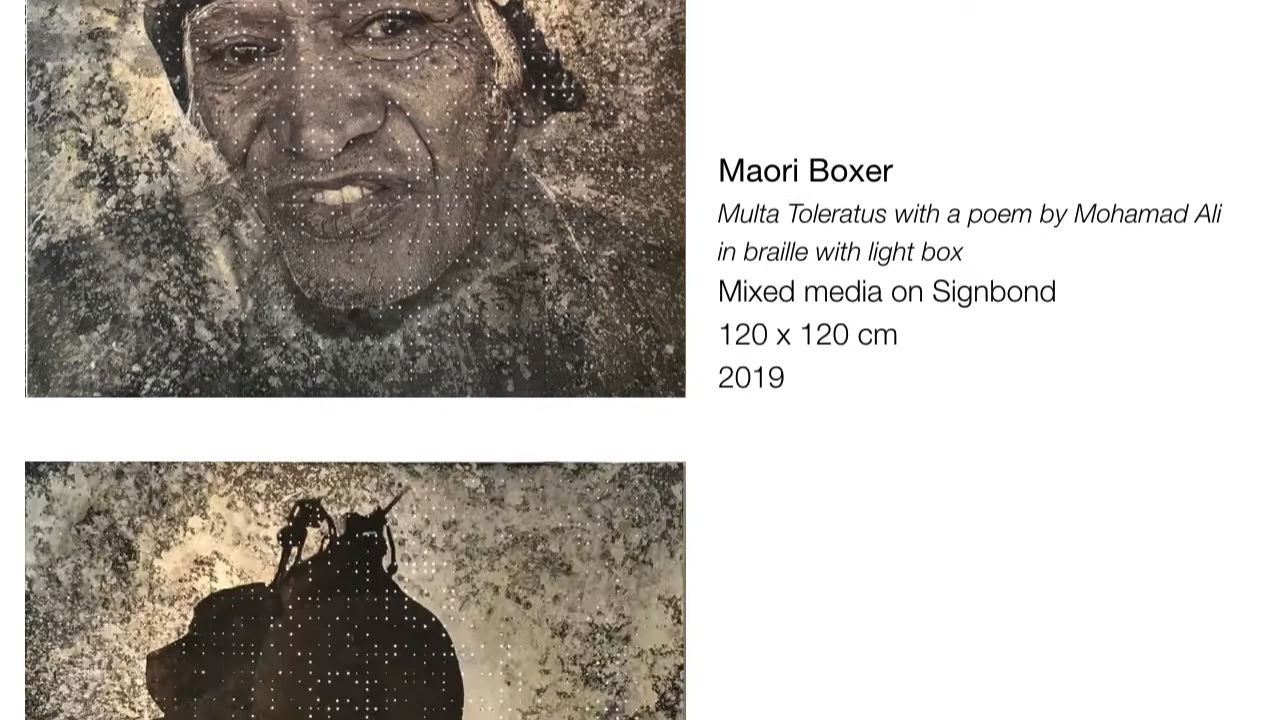 Maori Boxer
Multa Toleratus with a poem by Mohamad Ali
in braille with light box
Mixed media on Signbond
120 x 120 cm
2019